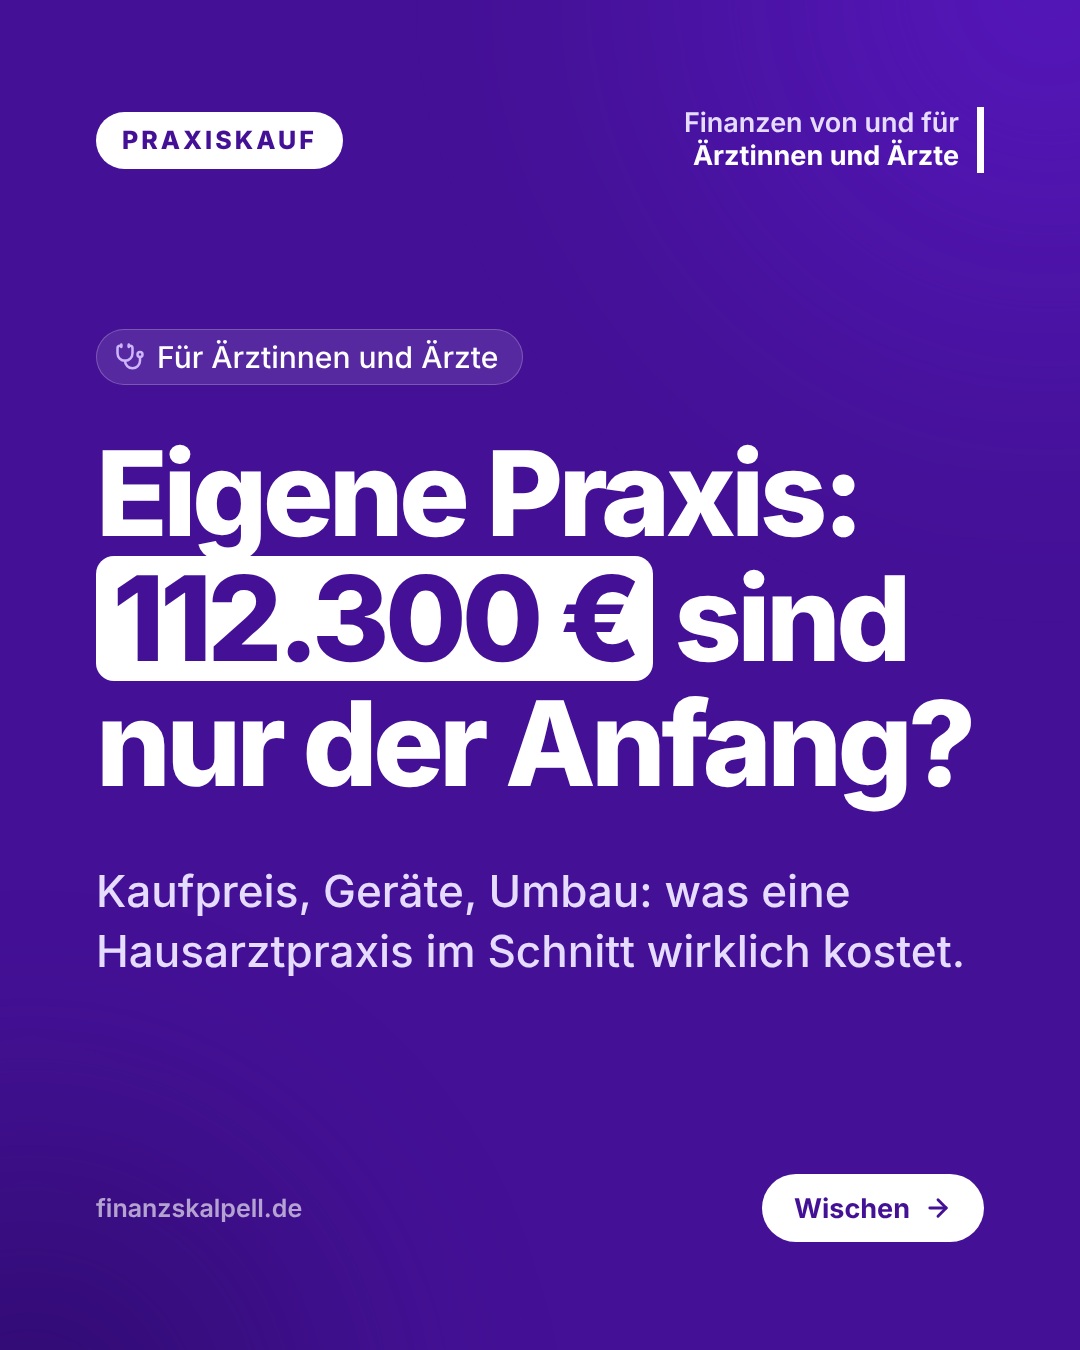 PRAXISKAUF
Finanzen von und für
Ärztinnen und Ärzte
Für Ärztinnen und Ärzte
Eigene Praxis:
112.300 € sind
nur der Anfang?
Kaufpreis, Geräte, Umbau: was eine
Hausarztpraxis im Schnitt wirklich kostet.
finanzskalpell.de
Wischen →